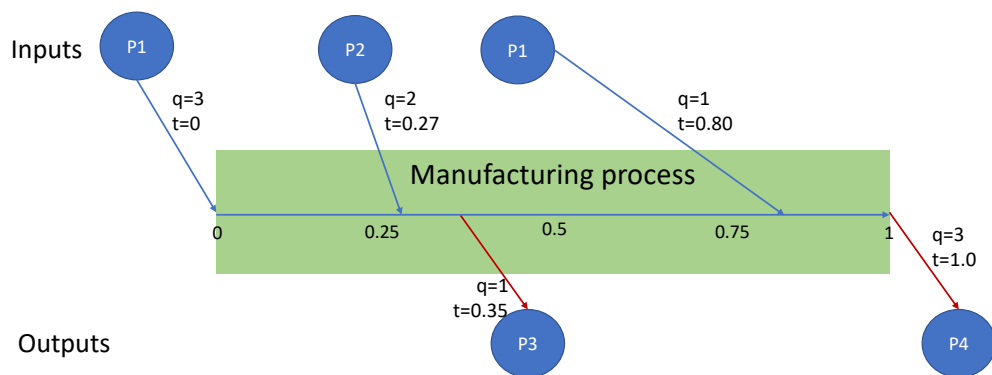 Inputs
P1
P2
P1
q=3
t=0
q=2
t=0.27
q=1
t=0.80
Manufacturing process
0
0.25
0.5
0.75
1
q=3
t=1.0
q=1
t=0.35
Outputs
P3
P4